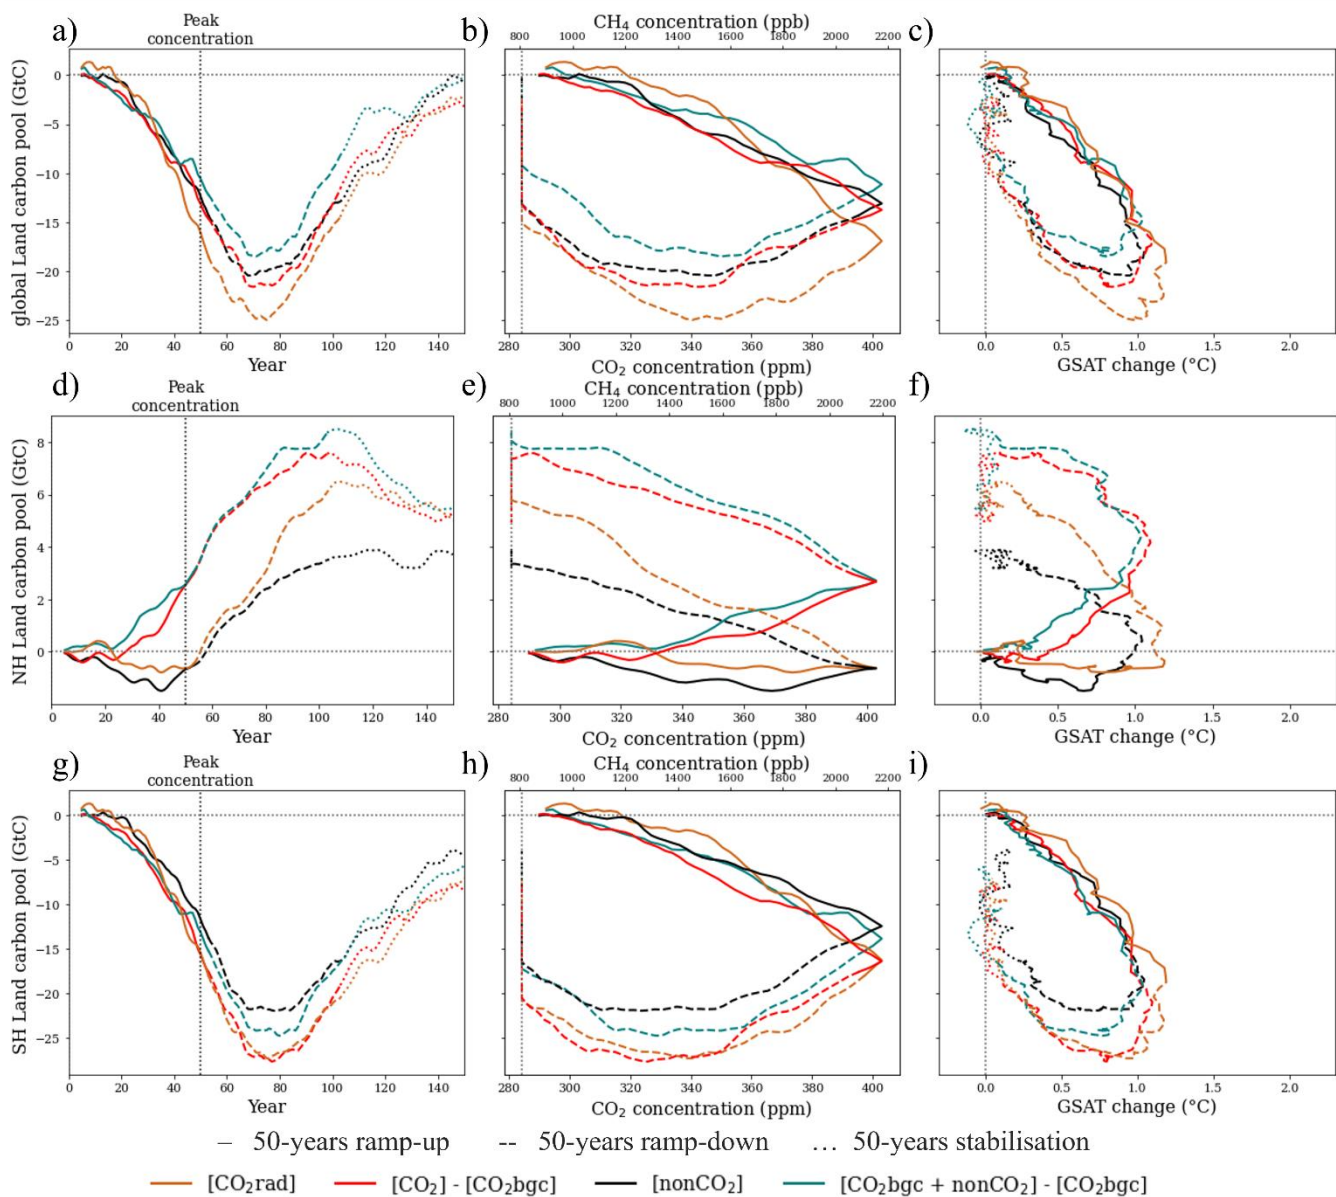 a)
Peak
concentration
b)
CH₄ concentration (ppb)
c)
800 1000 1200 1400 1600 1800 2000 2200
global Land carbon pool (GtC)
0
−5
−10
−15
−20
−25
0 20 40 60 80 100 120 140
Year
280 300 320 340 360 380 400
CO₂ concentration (ppm)
0.0 0.5 1.0 1.5 2.0
GSAT change (°C)
d)
Peak
concentration
e)
CH₄ concentration (ppb)
f)
800 1000 1200 1400 1600 1800 2000 2200
NH Land carbon pool (GtC)
8
6
4
2
0
0 20 40 60 80 100 120 140
Year
280 300 320 340 360 380 400
CO₂ concentration (ppm)
0.0 0.5 1.0 1.5 2.0
GSAT change (°C)
g)
Peak
concentration
h)
CH₄ concentration (ppb)
i)
800 1000 1200 1400 1600 1800 2000 2200
SH Land carbon pool (GtC)
0
−5
−10
−15
−20
−25
0 20 40 60 80 100 120 140
Year
280 300 320 340 360 380 400
CO₂ concentration (ppm)
0.0 0.5 1.0 1.5 2.0
GSAT change (°C)
– 50-years ramp-up -- 50-years ramp-down … 50-years stabilisation
[CO₂rad] [CO₂] - [CO₂bgc] [nonCO₂] [CO₂bgc + nonCO₂] - [CO₂bgc]